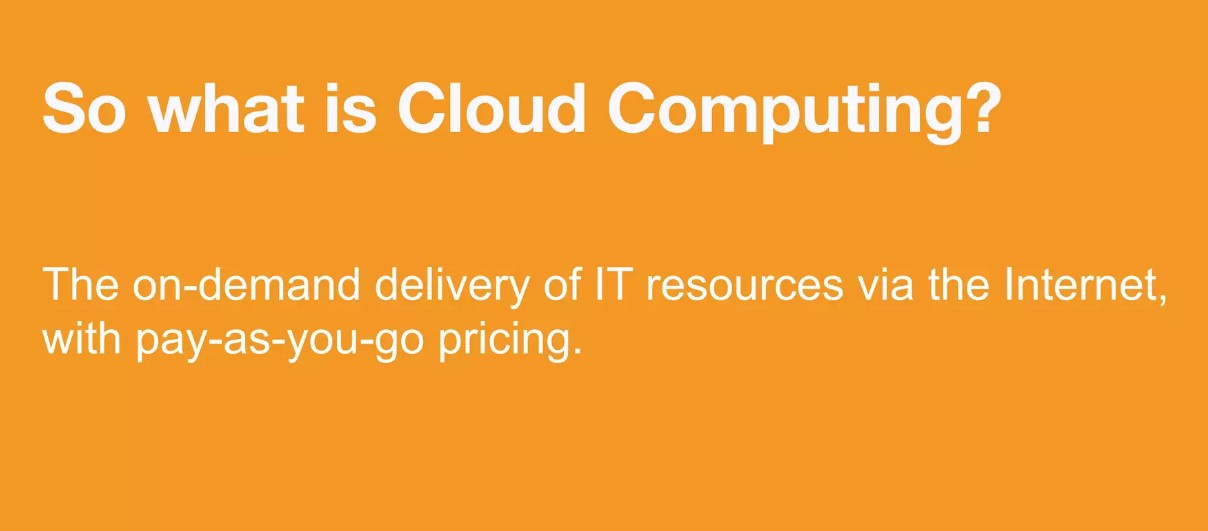 So what is Cloud Computing?
The on-demand delivery of IT resources via the Internet,
with pay-as-you-go pricing.